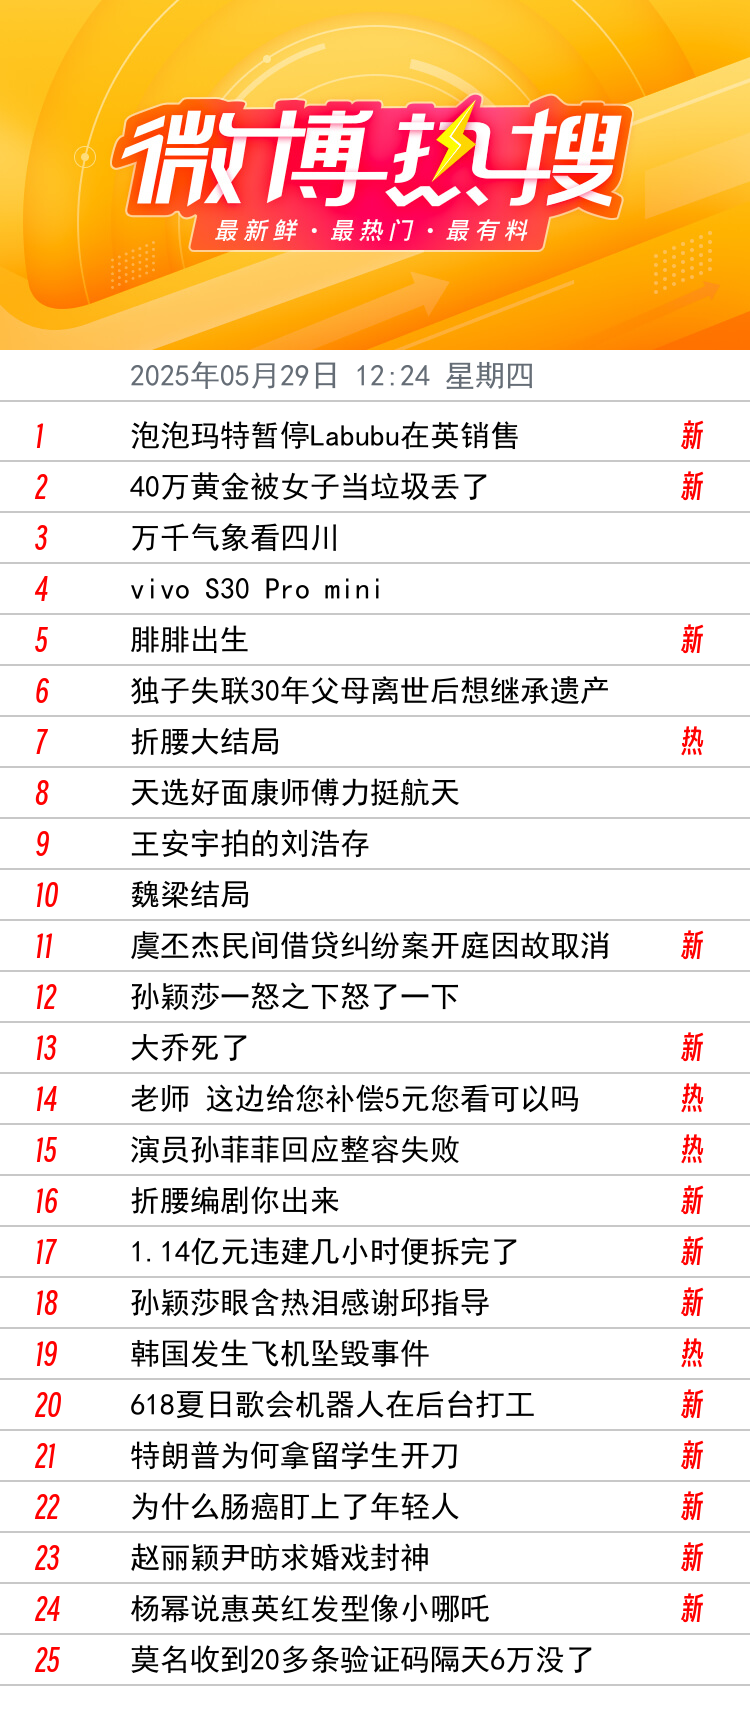 微博热搜
最新鲜·最热门·最有料
2025年05月29日 12:24 星期四
1 泡泡玛特暂停Labubu在英销售 新
2 40万黄金被女子当垃圾丢了 新
3 万千气象看四川
4 vivo S30 Pro mini
5 腓腓出生 新
6 独子失联30年父母离世后想继承遗产
7 折腰大结局 热
8 天选好面康师傅力挺航天
9 王安宇拍的刘浩存
10 魏梁结局
11 虞丕杰民间借贷纠纷案开庭因故取消 新
12 孙颖莎一怒之下怒了一下
13 大乔死了 新
14 老师 这边给您补偿5元您看可以吗 热
15 演员孙菲菲回应整容失败 热
16 折腰编剧你出来 新
17 1.14亿元违建几小时便拆完了 新
18 孙颖莎眼含热泪感谢邱指导 新
19 韩国发生飞机坠毁事件 热
20 618夏日歌会机器人在后台打工 新
21 特朗普为何拿留学生开刀 新
22 为什么肠癌盯上了年轻人 新
23 赵丽颖尹昉求婚戏封神 新
24 杨幂说惠英红发型像小哪吒 新
25 莫名收到20多条验证码隔天6万没了